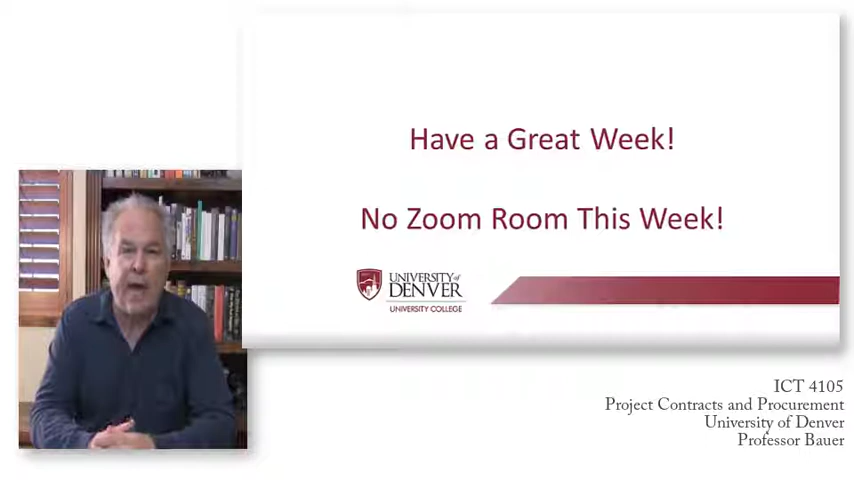 Have a Great Week!
No Zoom Room This Week!
UNIVERSITY of
DENVER
UNIVERSITY COLLEGE
ICT 4105
Project Contracts and Procurement
University of Denver
Professor Bauer